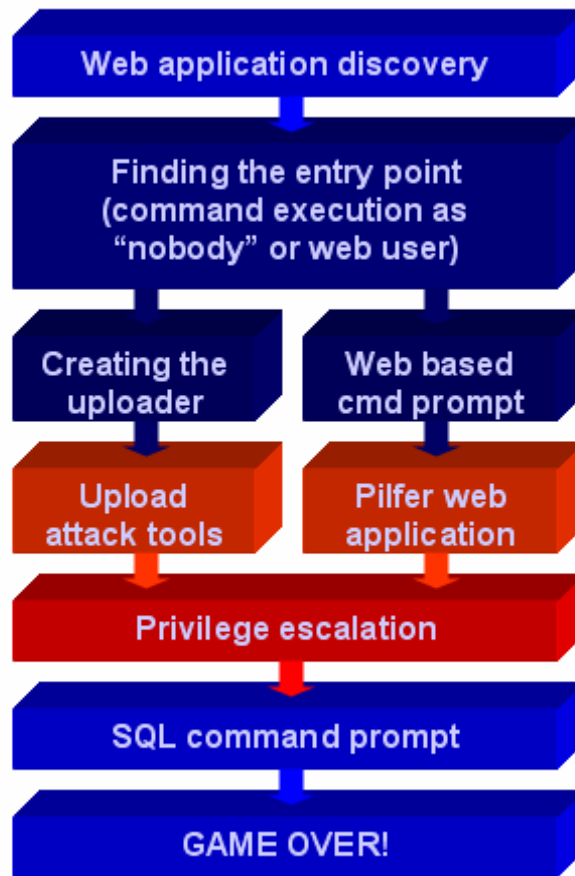 Web application discovery
Finding the entry point
(command execution as
“nobody” or web user)
Creating the
uploader
Web based
cmd prompt
Upload
attack tools
Pilfer web
application
Privilege escalation
SQL command prompt
GAME OVER!